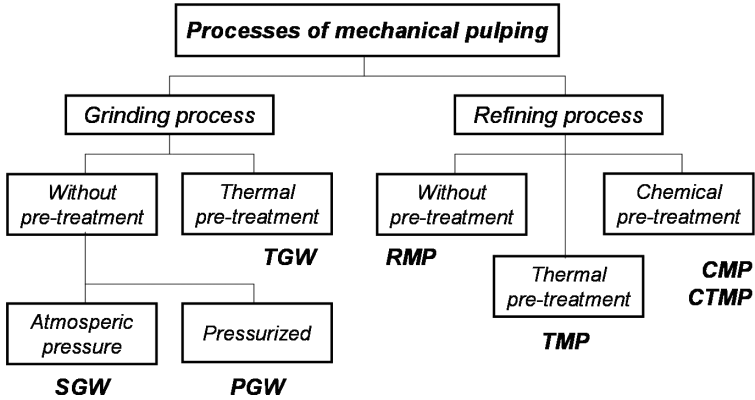 Processes of mechanical pulping
Grinding process
Refining process
Without
pre-treatment
Thermal
pre-treatment
TGW
Without
pre-treatment
RMP
Chemical
pre-treatment
CMP
CTMP
Thermal
pre-treatment
TMP
Atmosperic
pressure
SGW
Pressurized
PGW